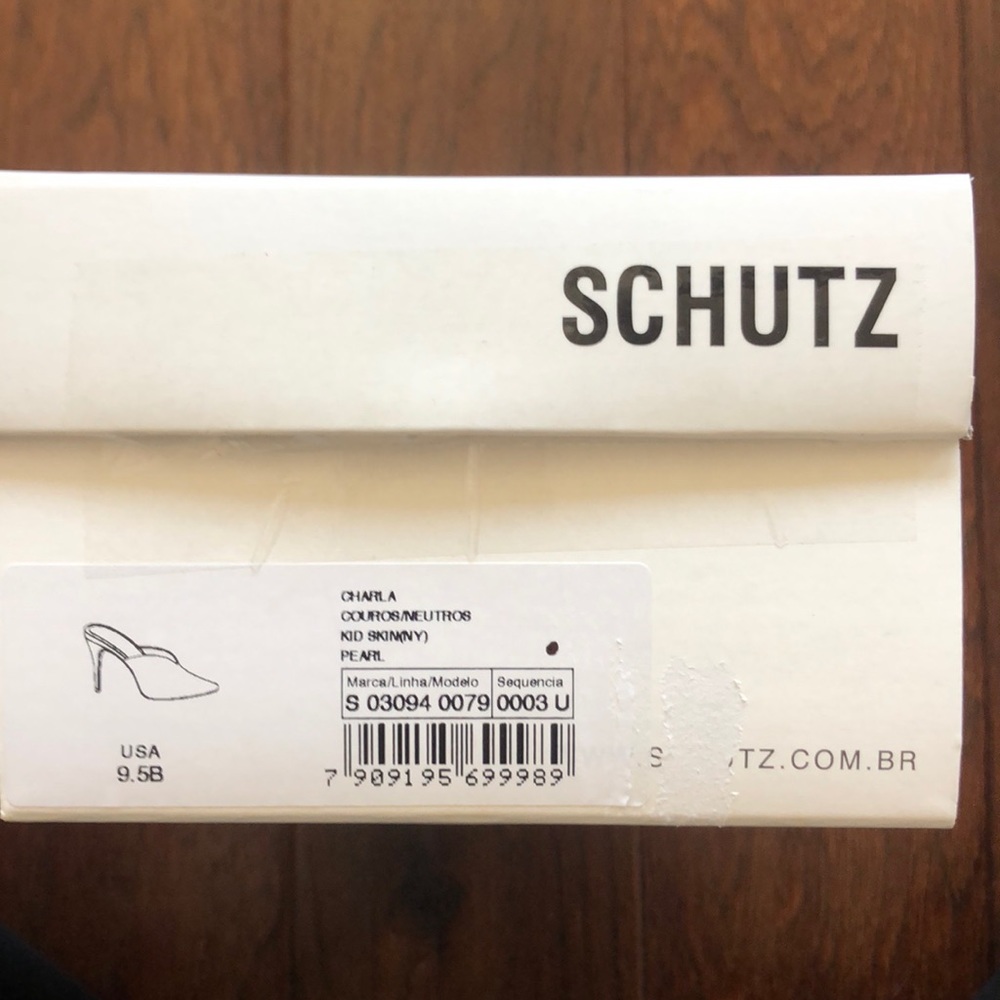 SCHUTZ
CHARLA
COUROS/NEUTROS
KID SKIN(NY)
PEARL
Marca/Linha/Modelo Sequencia
S 03094 0079 0003 U
7 909195 699989
USA
9.5B
TZ.COM.BR